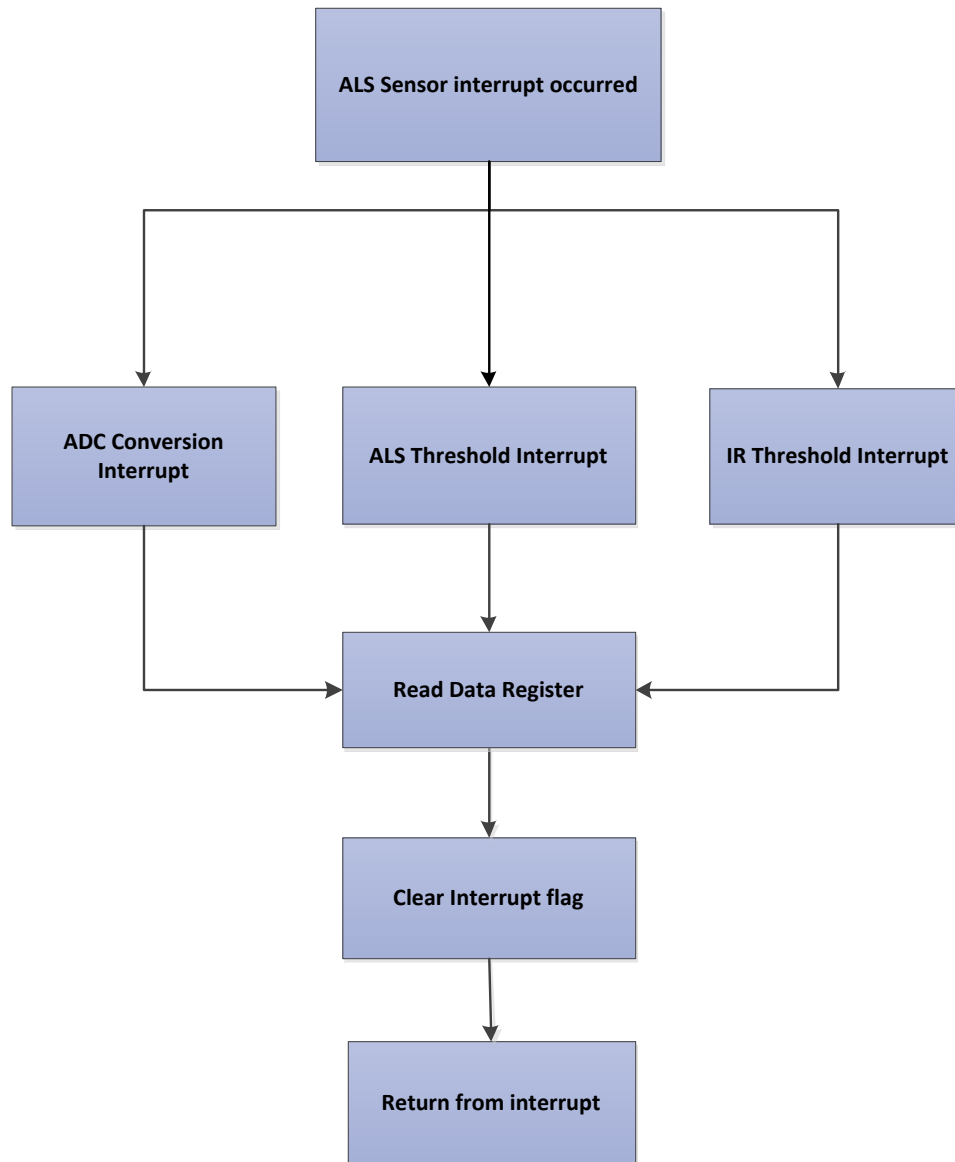 ALS Sensor interrupt occurred
ADC Conversion
Interrupt
ALS Threshold Interrupt
IR Threshold Interrupt
Read Data Register
Clear Interrupt flag
Return from interrupt